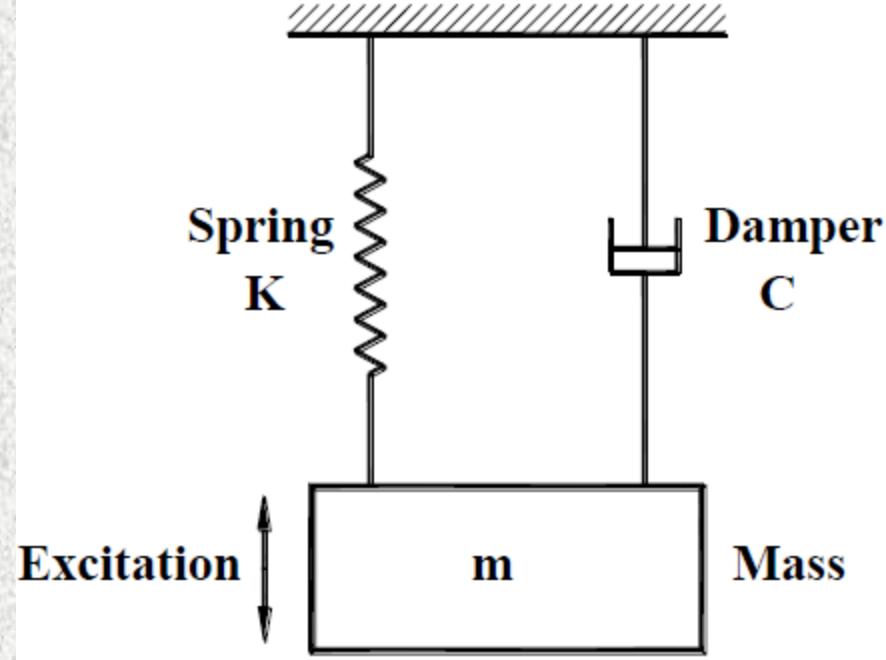 Spring
K
Damper
C
Excitation
m
Mass